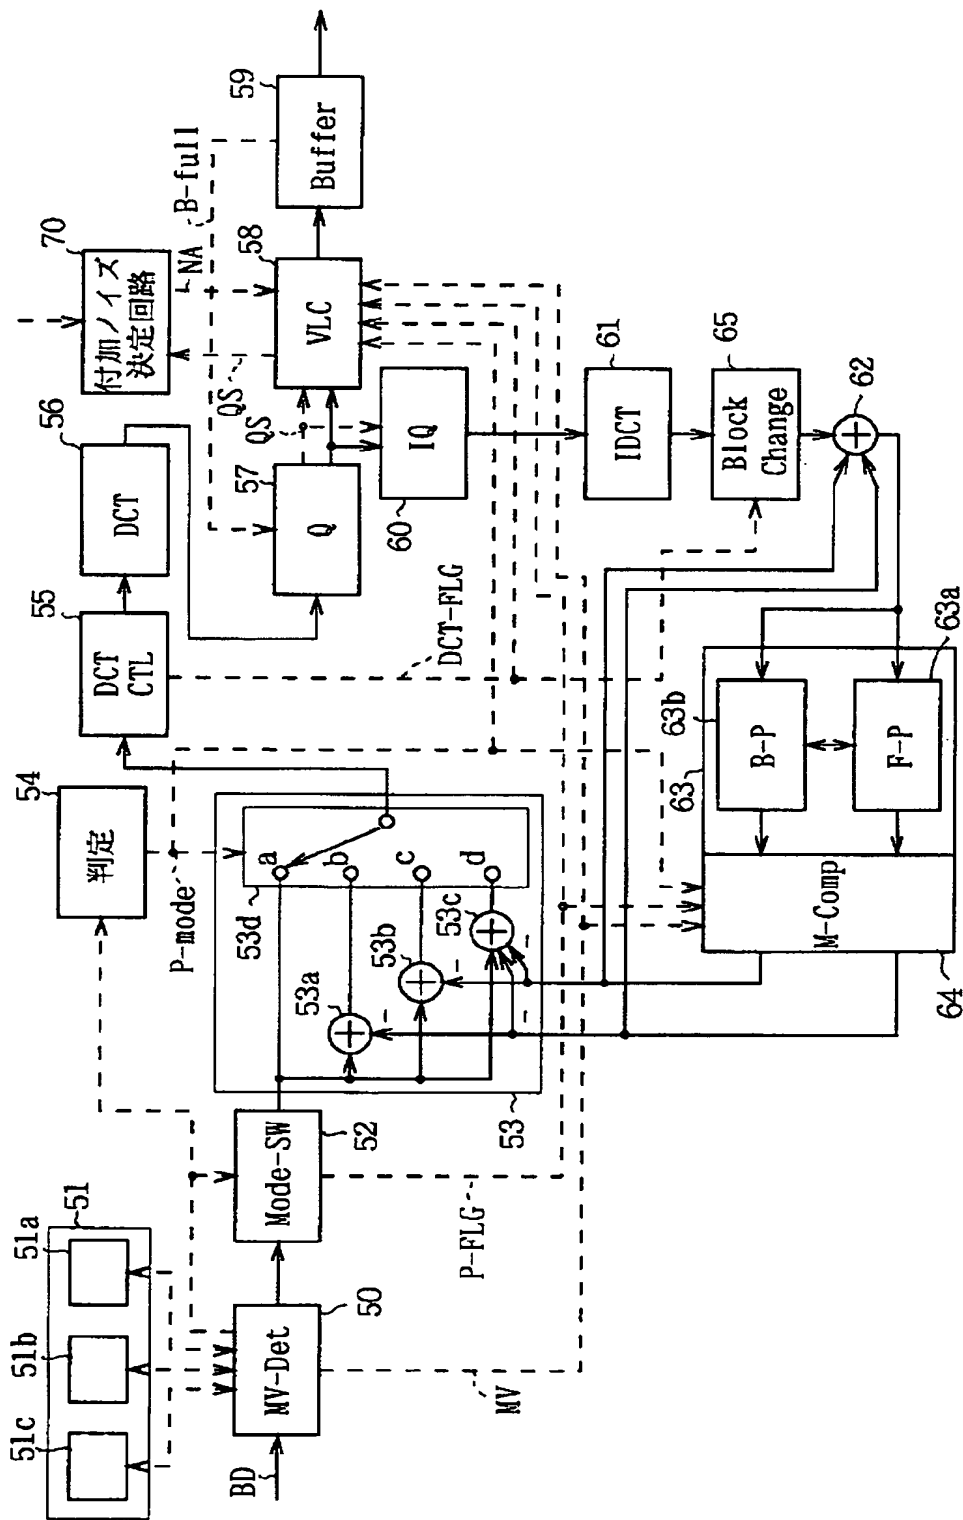 51
51a
51b
51c
BD
MV-Det
50
MV
Mode-SW
52
P-FLG
54
判定
P-mode
53
53a
53b
53c
53d
a
b
c
d
DCT
CTL
55
DCT-FLG
DCT
56
Q
57
QS
QS
VLC
58
付加ノイズ
決定回路
70
NA
B-full
Buffer
59
IQ
60
IDCT
61
Block
Change
65
62
63
63a
63b
B-P
F-P
M-Comp
64